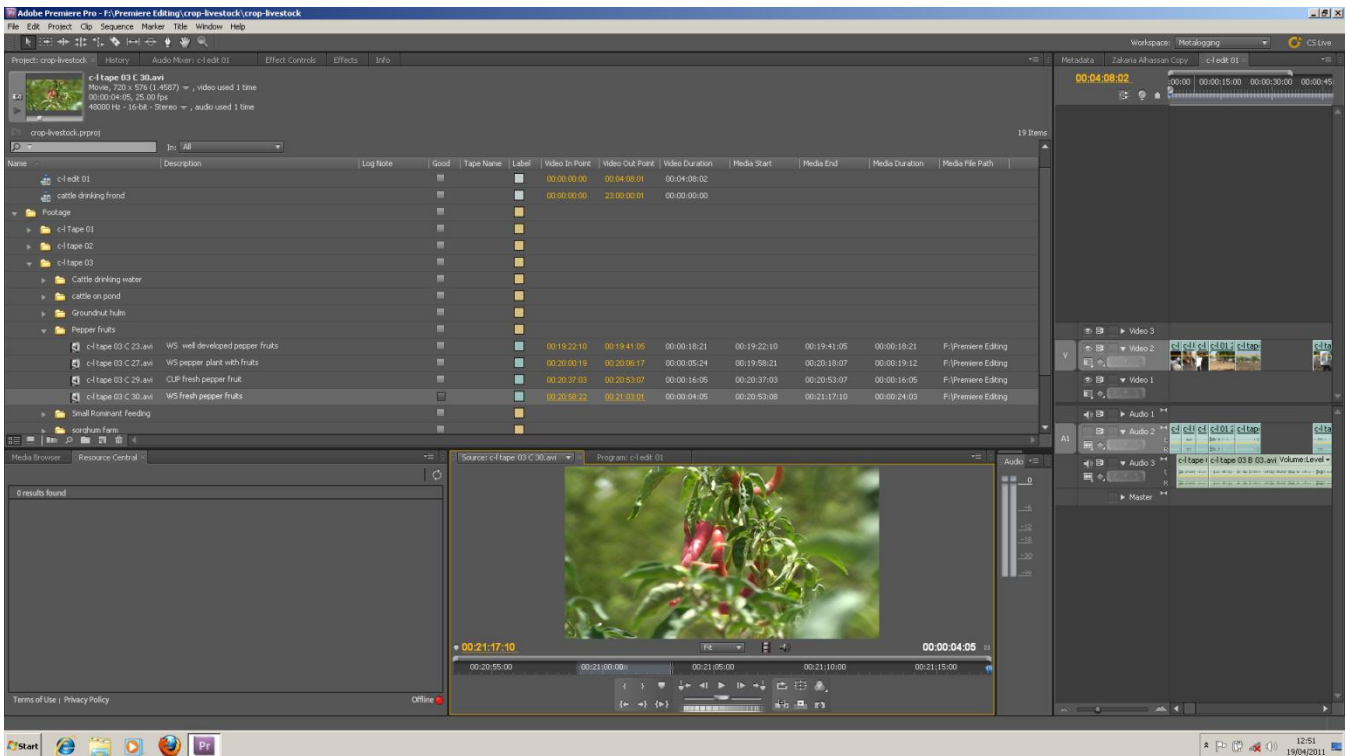 Adobe Premiere Pro - F:\Premiere Editing\crop-livestock\crop-livestock
File Edit Project Clip Sequence Marker Title Window Help
Workspace: Metalogging CS Live
Project: crop-livestock History Audio Mixer: c-l edit 01 Effect Controls Effects Info
c-l tape 03 C 30.avi
Movie, 720 x 576 (1.4587) , video used 1 time
00:00:04:05, 25.00 fps
48000 Hz - 16-bit - Stereo , audio used 1 time
crop-livestock.prproj 19 Items
In: All
Name Description Log Note Good Tape Name Label Video In Point Video Out Point Video Duration Media Start Media End Media Duration Media File Path
c-l edit 01 00:00:00:00 00:04:08:01 00:04:08:02
cattle drinking frond 00:00:00:00 23:00:00:01 00:00:00:00
Footage
c-l Tape 01
c-l tape 02
c-l tape 03
Cattle drinking water
cattle on pond
Groundnut hulm
Pepper fruits
c-l tape 03 C 23.avi WS well developed pepper fruits 00:19:22:10 00:19:41:05 00:00:18:21 00:19:22:10 00:19:41:05 00:00:18:21 F:\Premiere Editing
c-l tape 03 C 27.avi WS pepper plant with fruits 00:20:00:19 00:20:06:17 00:00:05:24 00:19:58:21 00:20:18:07 00:00:19:12 F:\Premiere Editing
c-l tape 03 C 29.avi CUP fresh pepper fruit 00:20:37:03 00:20:53:07 00:00:16:05 00:20:37:03 00:20:53:07 00:00:16:05 F:\Premiere Editing
c-l tape 03 C 30.avi WS fresh pepper fruits 00:20:58:22 00:21:03:01 00:00:04:05 00:20:53:08 00:21:17:10 00:00:24:03 F:\Premiere Editing
Small Rominant feeding
sorghum farm
Media Browser Resource Central
0 results found
Terms of Use | Privacy Policy Offline
Source: c-l tape 03 C 30.avi Program: c-l edit 01
00:21:17:10 Fit 00:00:04:05
00:20:55:00 00:21:00:00 00:21:05:00 00:21:10:00 00:21:15:00
Audio
0
-6
-12
-18
-30
Metadata Zakaria Alhassan Copy c-l edit 01
00:04:08:02
:00:00 00:00:15:00 00:00:30:00 00:00:45:
Video 3
V Video 2
Video 1
Audio 1
A1 Audio 2
Audio 3 c-l tape c-l tape 03 B 03.avi Volume:Level
Master
Start Pr
12:51
19/04/2011